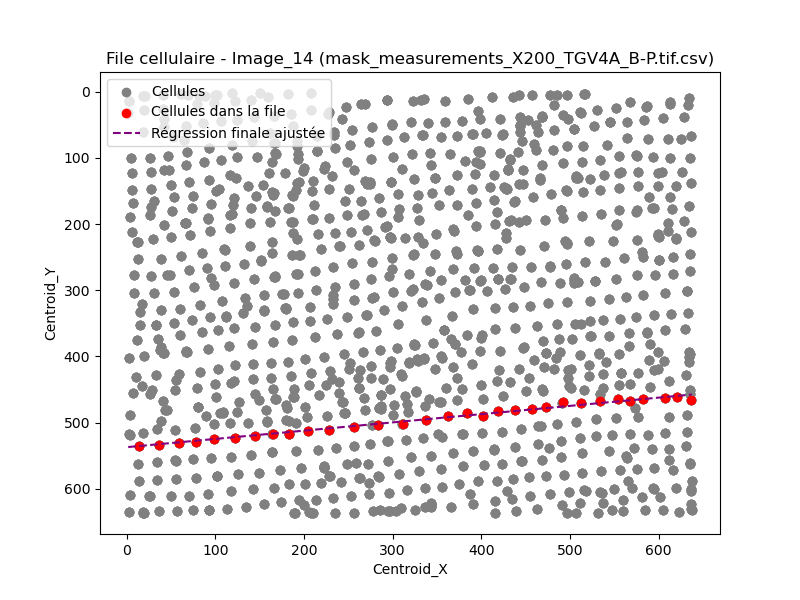 File cellulaire - Image_14 (mask_measurements_X200_TGV4A_B-P.tif.csv)
Cellules
Cellules dans la file
Régression finale ajustée
0
100
200
300
400
500
600
Centroid_Y
0 100 200 300 400 500 600
Centroid_X